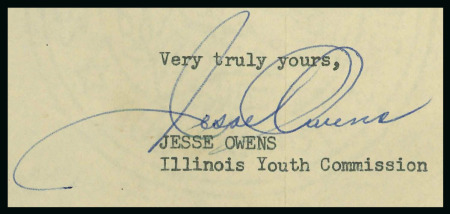 Very truly yours,
Jesse Owens
JESSE OWENS
Illinois Youth Commission